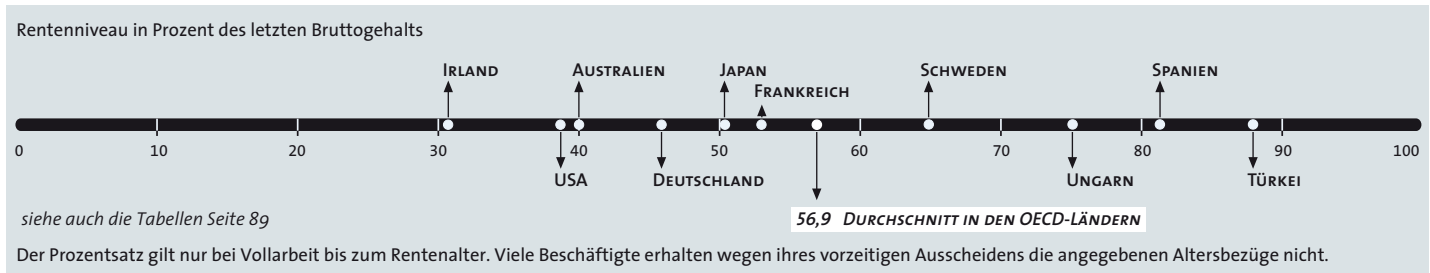 Rentenniveau in Prozent des letzten Bruttogehalts
Irland Australien Japan Schweden Spanien
Frankreich
0 10 20 30 40 50 60 70 80 90 100
USA Deutschland Ungarn Türkei
siehe auch die Tabellen Seite 89
56,9 Durchschnitt in den OECD-Ländern
Der Prozentsatz gilt nur bei Vollarbeit bis zum Rentenalter. Viele Beschäftigte erhalten wegen ihres vorzeitigen Ausscheidens die angegebenen Altersbezüge nicht.